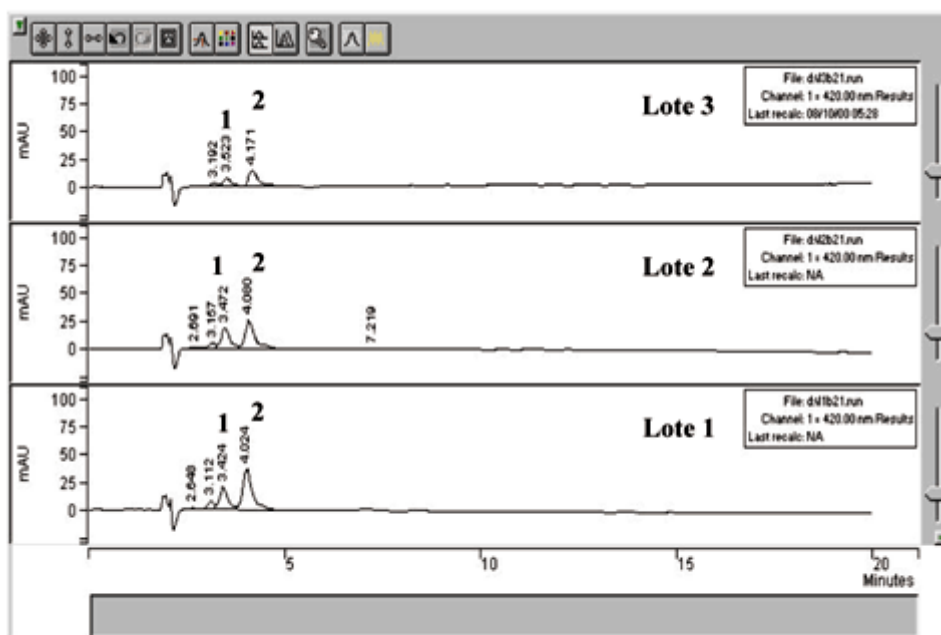 100
75
50
25
0
mAU
3.192
3.523
4.171
1
2
Lote 3
File: d:\l3b21.run
Channel: 1 = 420.00 nm Results
Last recalc: 08/10/00 05:28
100
75
50
25
0
mAU
2.691
3.157
3.472
4.080
7.219
1
2
Lote 2
File: d:\l2b21.run
Channel: 1 = 420.00 nm Results
Last recalc: NA
100
75
50
25
0
mAU
2.648
3.112
3.424
4.024
1
2
Lote 1
File: d:\l1b21.run
Channel: 1 = 420.00 nm Results
Last recalc: NA
5
10
15
20
Minutes